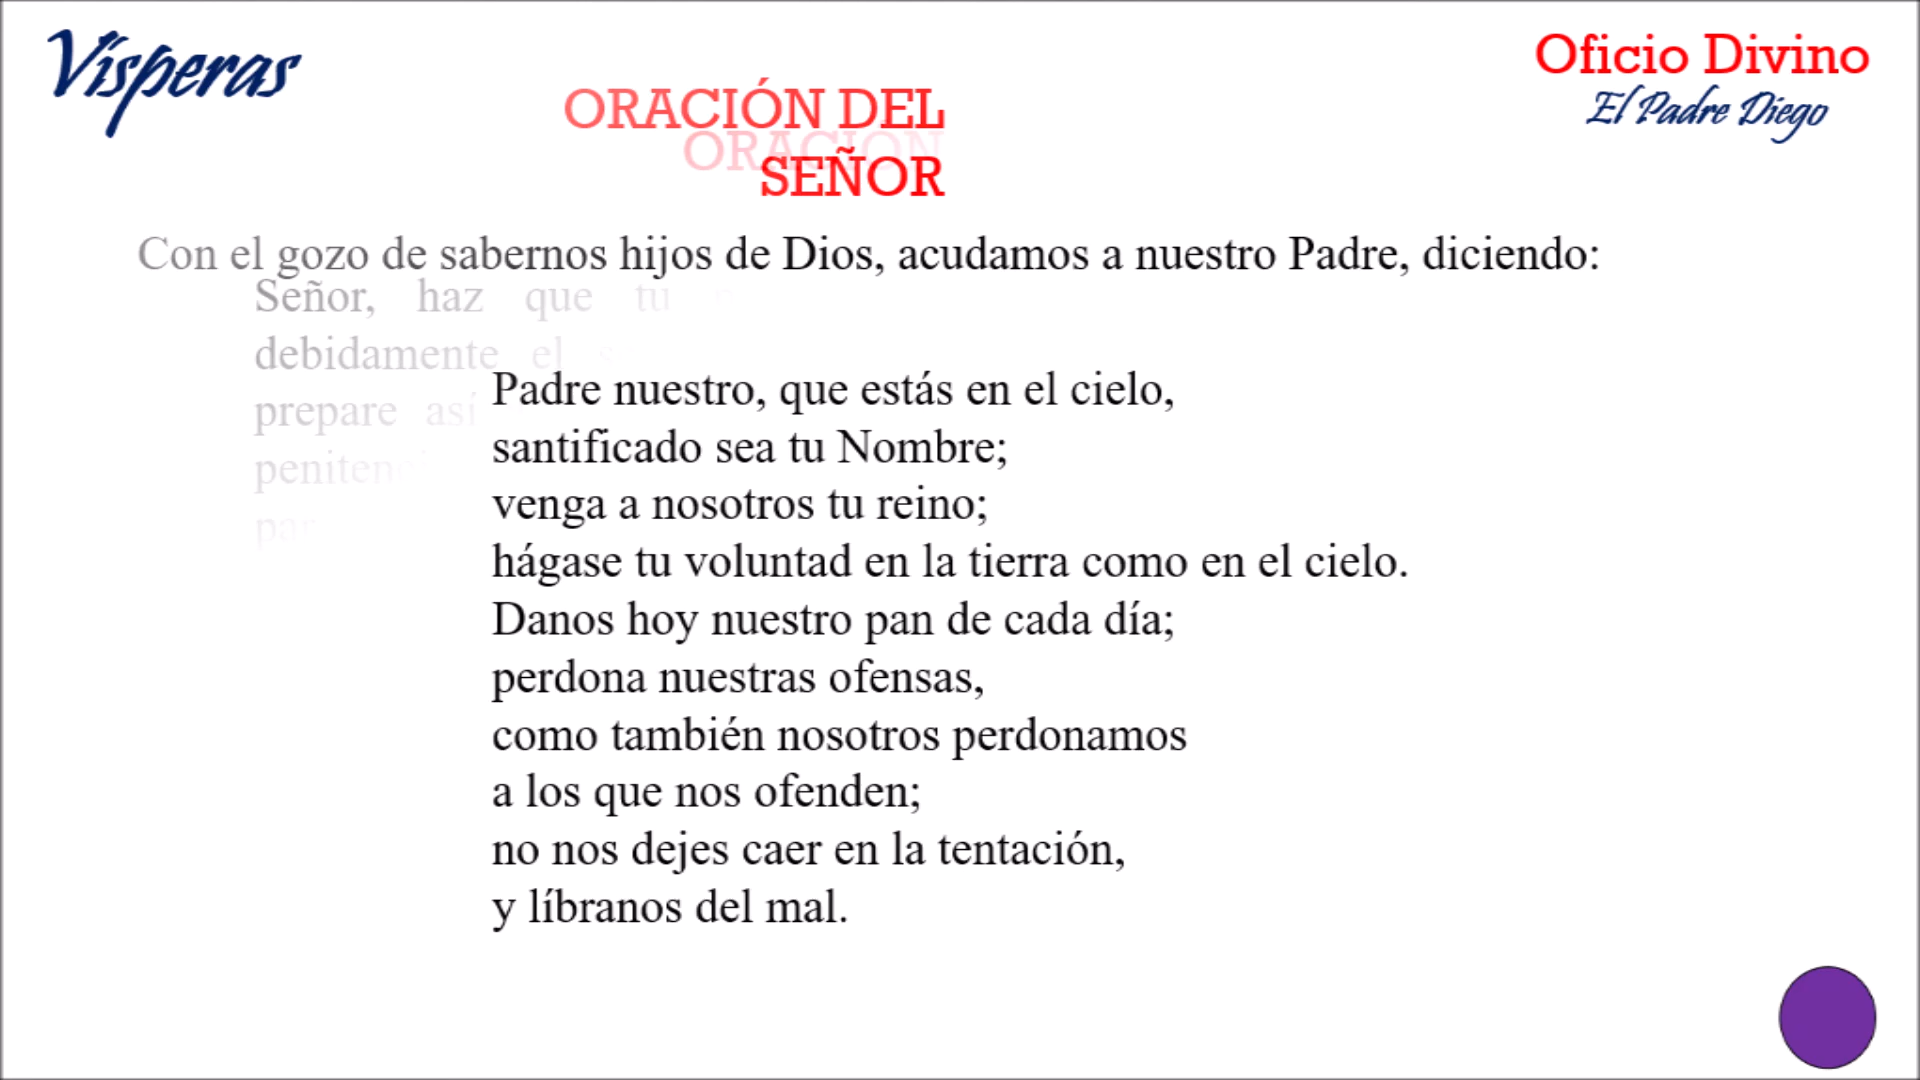 Vísperas
Oficio Divino
El Padre Diego
ORACIÓN DEL
ORACIÓN
SEÑOR
Con el gozo de sabernos hijos de Dios, acudamos a nuestro Padre, diciendo:
Señor, haz que tu
debidamente el
prepare así
Padre nuestro, que estás en el cielo,
santificado sea tu Nombre;
venga a nosotros tu reino;
hágase tu voluntad en la tierra como en el cielo.
Danos hoy nuestro pan de cada día;
perdona nuestras ofensas,
como también nosotros perdonamos
a los que nos ofenden;
no nos dejes caer en la tentación,
y líbranos del mal.